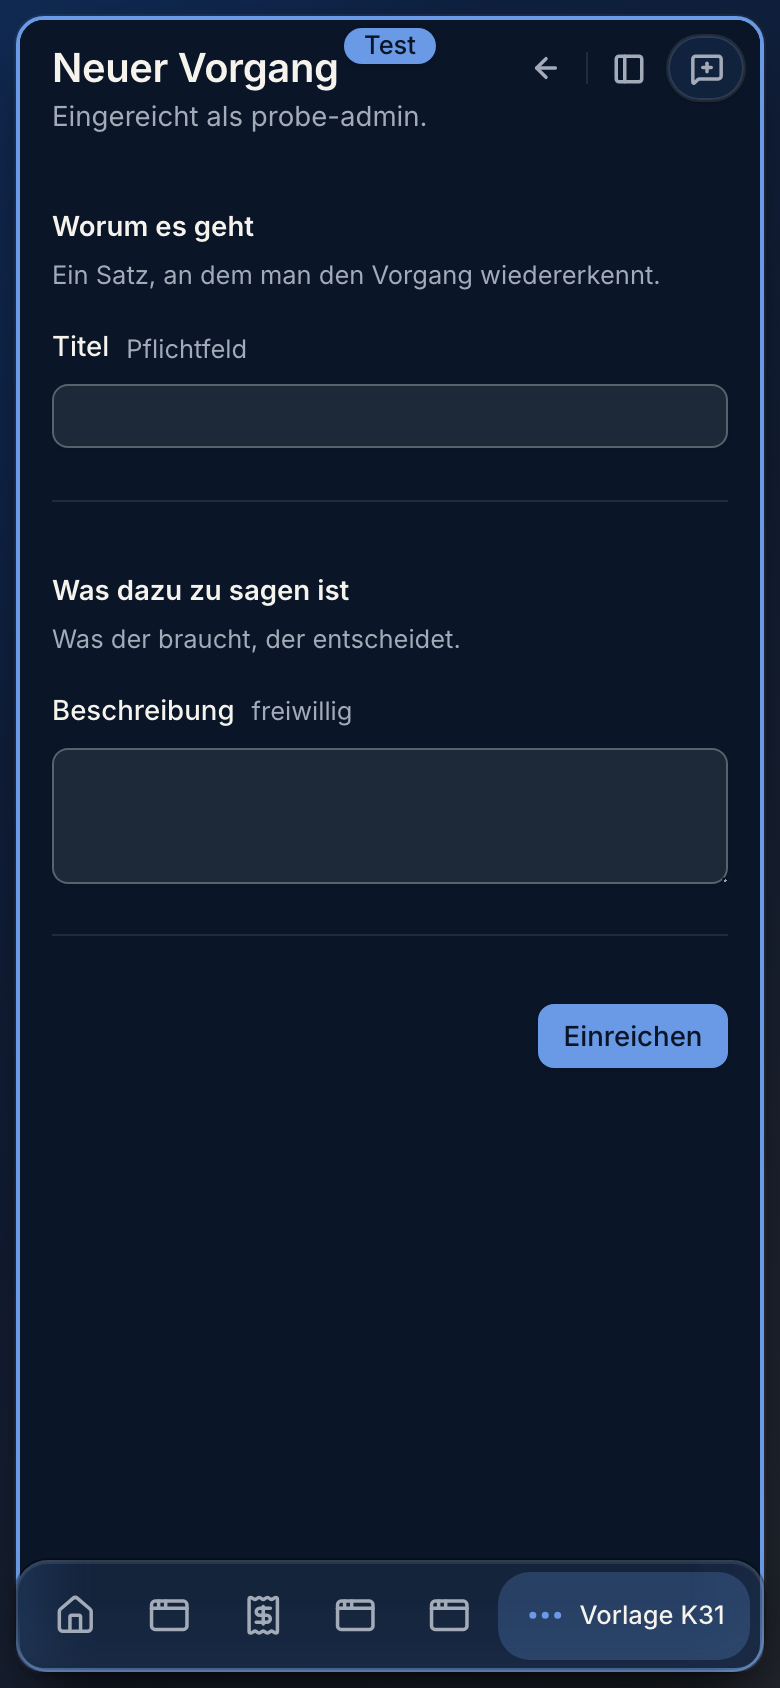 Test
Neuer Vorgang
Eingereicht als probe-admin.
Worum es geht
Ein Satz, an dem man den Vorgang wiedererkennt.
Titel Pflichtfeld
Was dazu zu sagen ist
Was der braucht, der entscheidet.
Beschreibung freiwillig
Einreichen
Vorlage K31